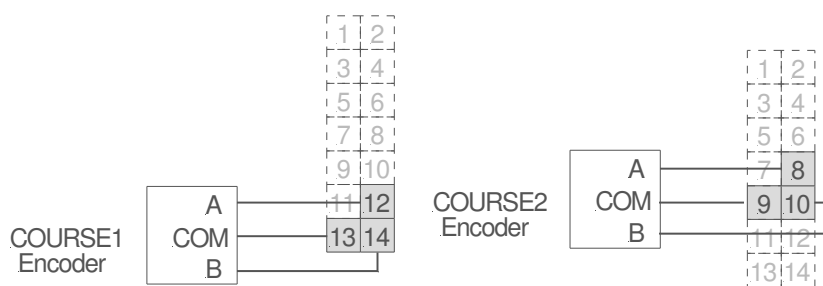 1 2
3 4
5 6
7 8
9 10
11 12
13 14
A
COM
B
COURSE1
Encoder
1 2
3 4
5 6
7 8
9 10
11 12
13 14
A
COM
B
COURSE2
Encoder